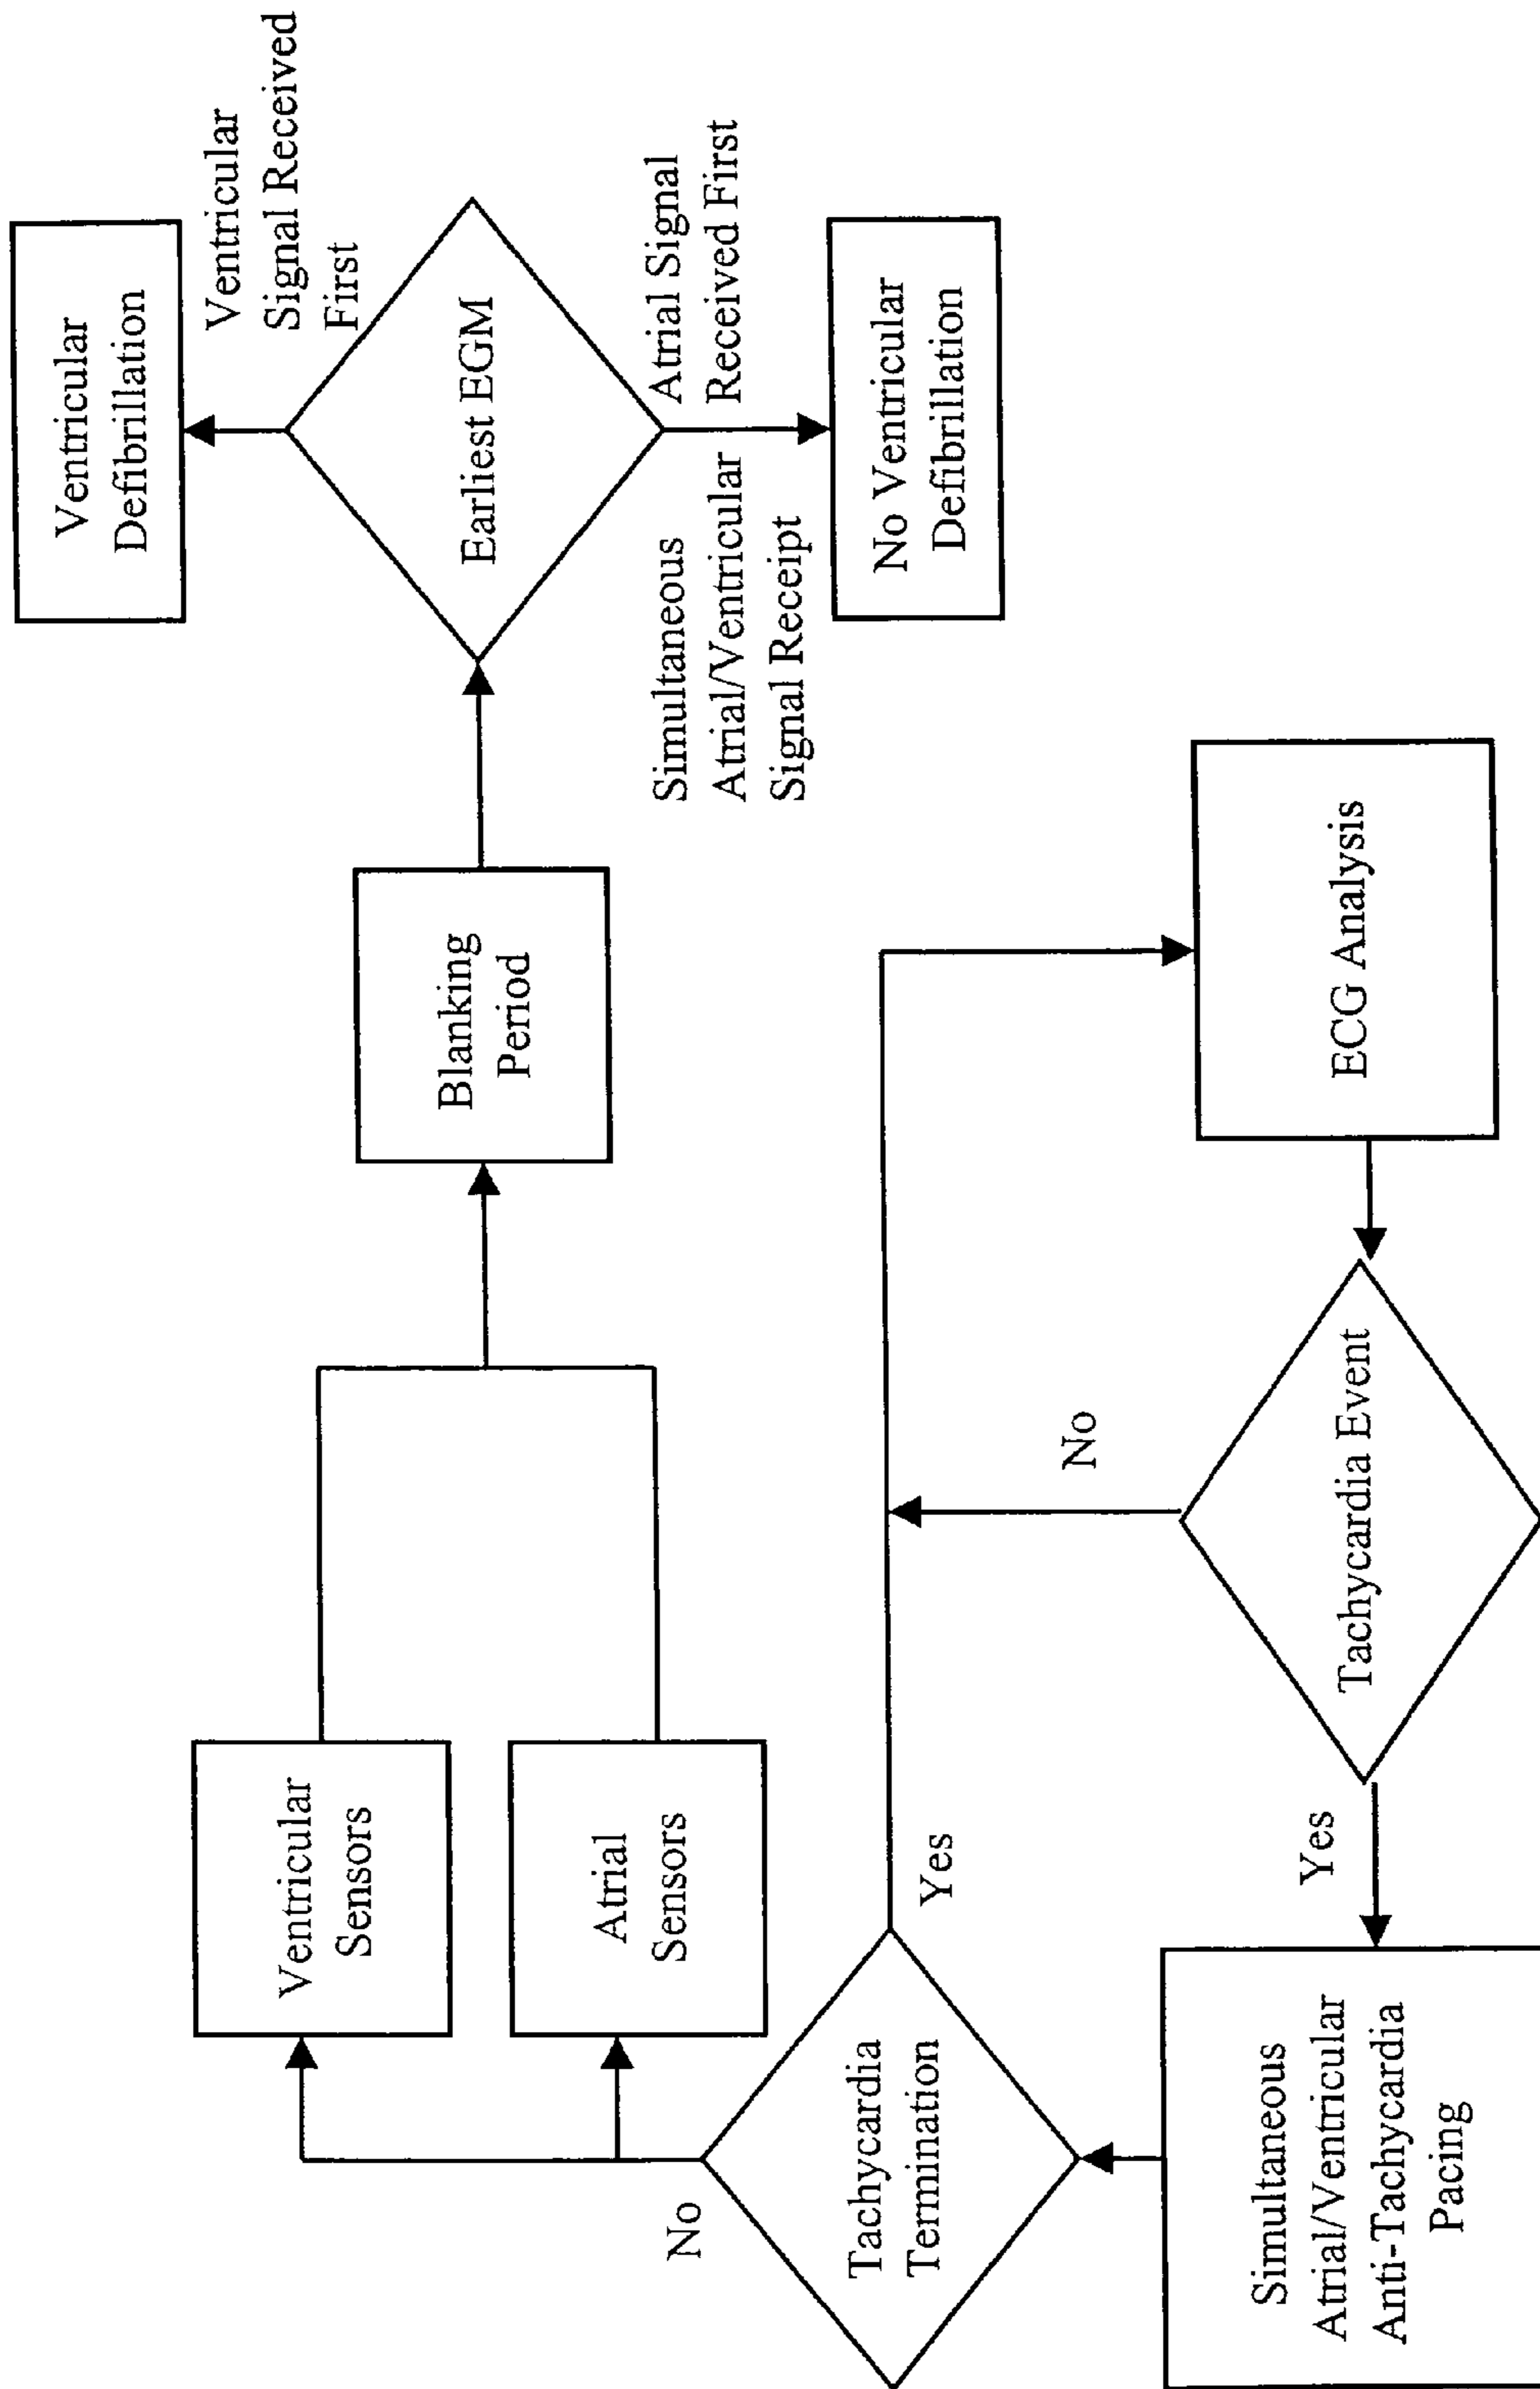 Ventricular
Defibrillation
Ventricular
Signal Received
First
Ventricular
Sensors
Blanking
Period
Earliest EGM
Atrial
Sensors
Simultaneous
Atrial/Ventricular
Signal Receipt
Atrial Signal
Received First
No
Tachycardia
Termination
Yes
No Ventricular
Defibrillation
No
Simultaneous
Atrial/Ventricular
Anti-Tachycardia
Pacing
Yes
Tachycardia Event
ECG Analysis